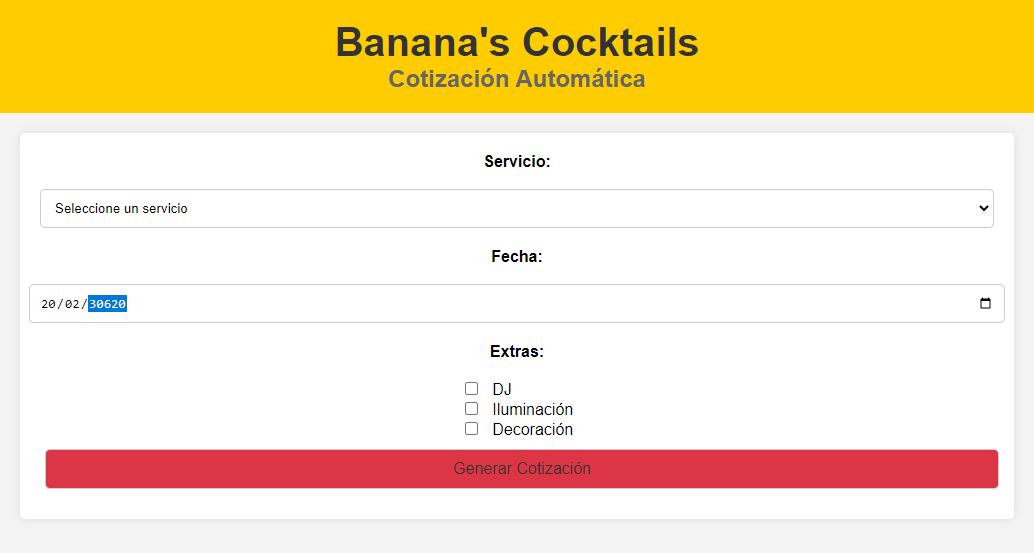 Banana's Cocktails
Cotización Automática
Servicio:
Seleccione un servicio
Fecha:
20/02/30620
Extras:
DJ
Iluminación
Decoración
Generar Cotización